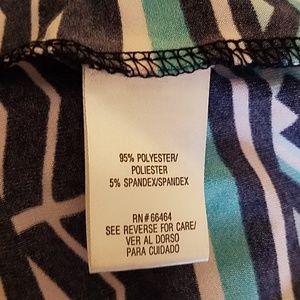 95% POLYESTER/
POLIESTER
5% SPANDEX/SPANDEX
RN# 66464
SEE REVERSE FOR CARE/
VER AL DORSO
PARA CUIDADO